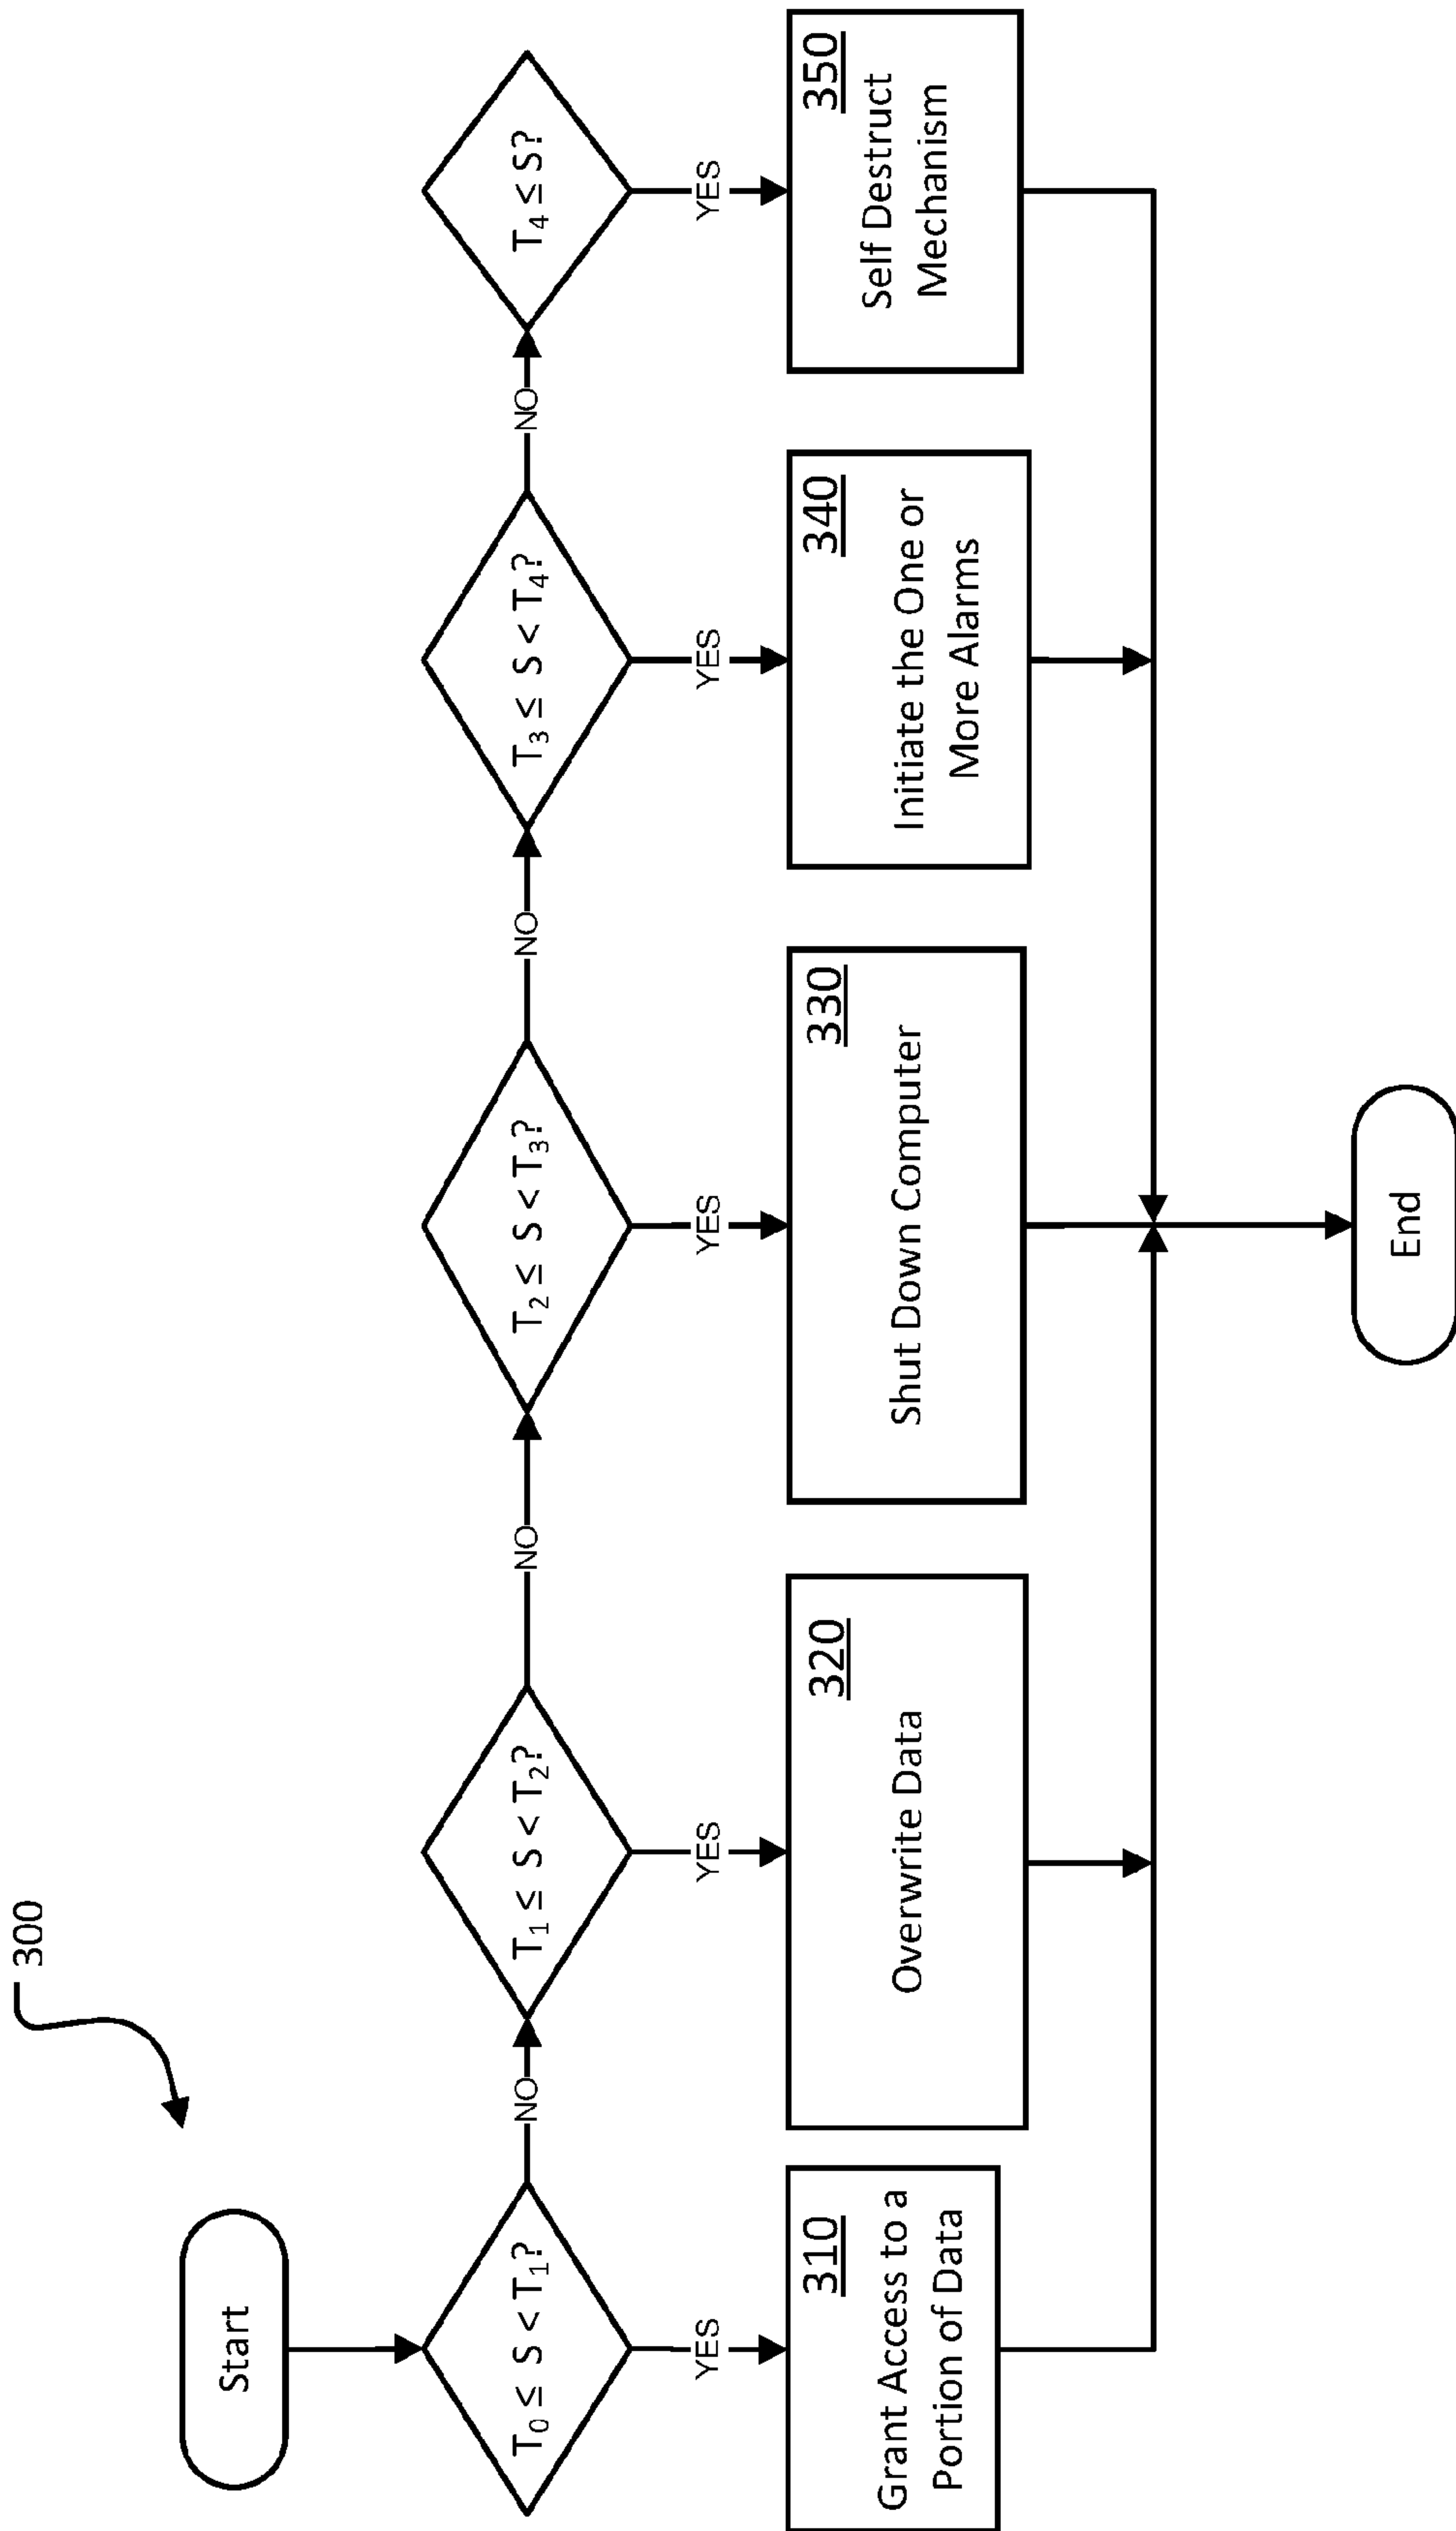 300
Start
T₀ ≤ S < T₁?
NO
T₁ ≤ S < T₂?
NO
T₂ ≤ S < T₃?
NO
T₃ ≤ S < T₄?
NO
T₄ ≤ S?
YES
YES
YES
YES
YES
310
Grant Access to a
Portion of Data
320
Overwrite Data
330
Shut Down Computer
340
Initiate the One or
More Alarms
350
Self Destruct
Mechanism
End